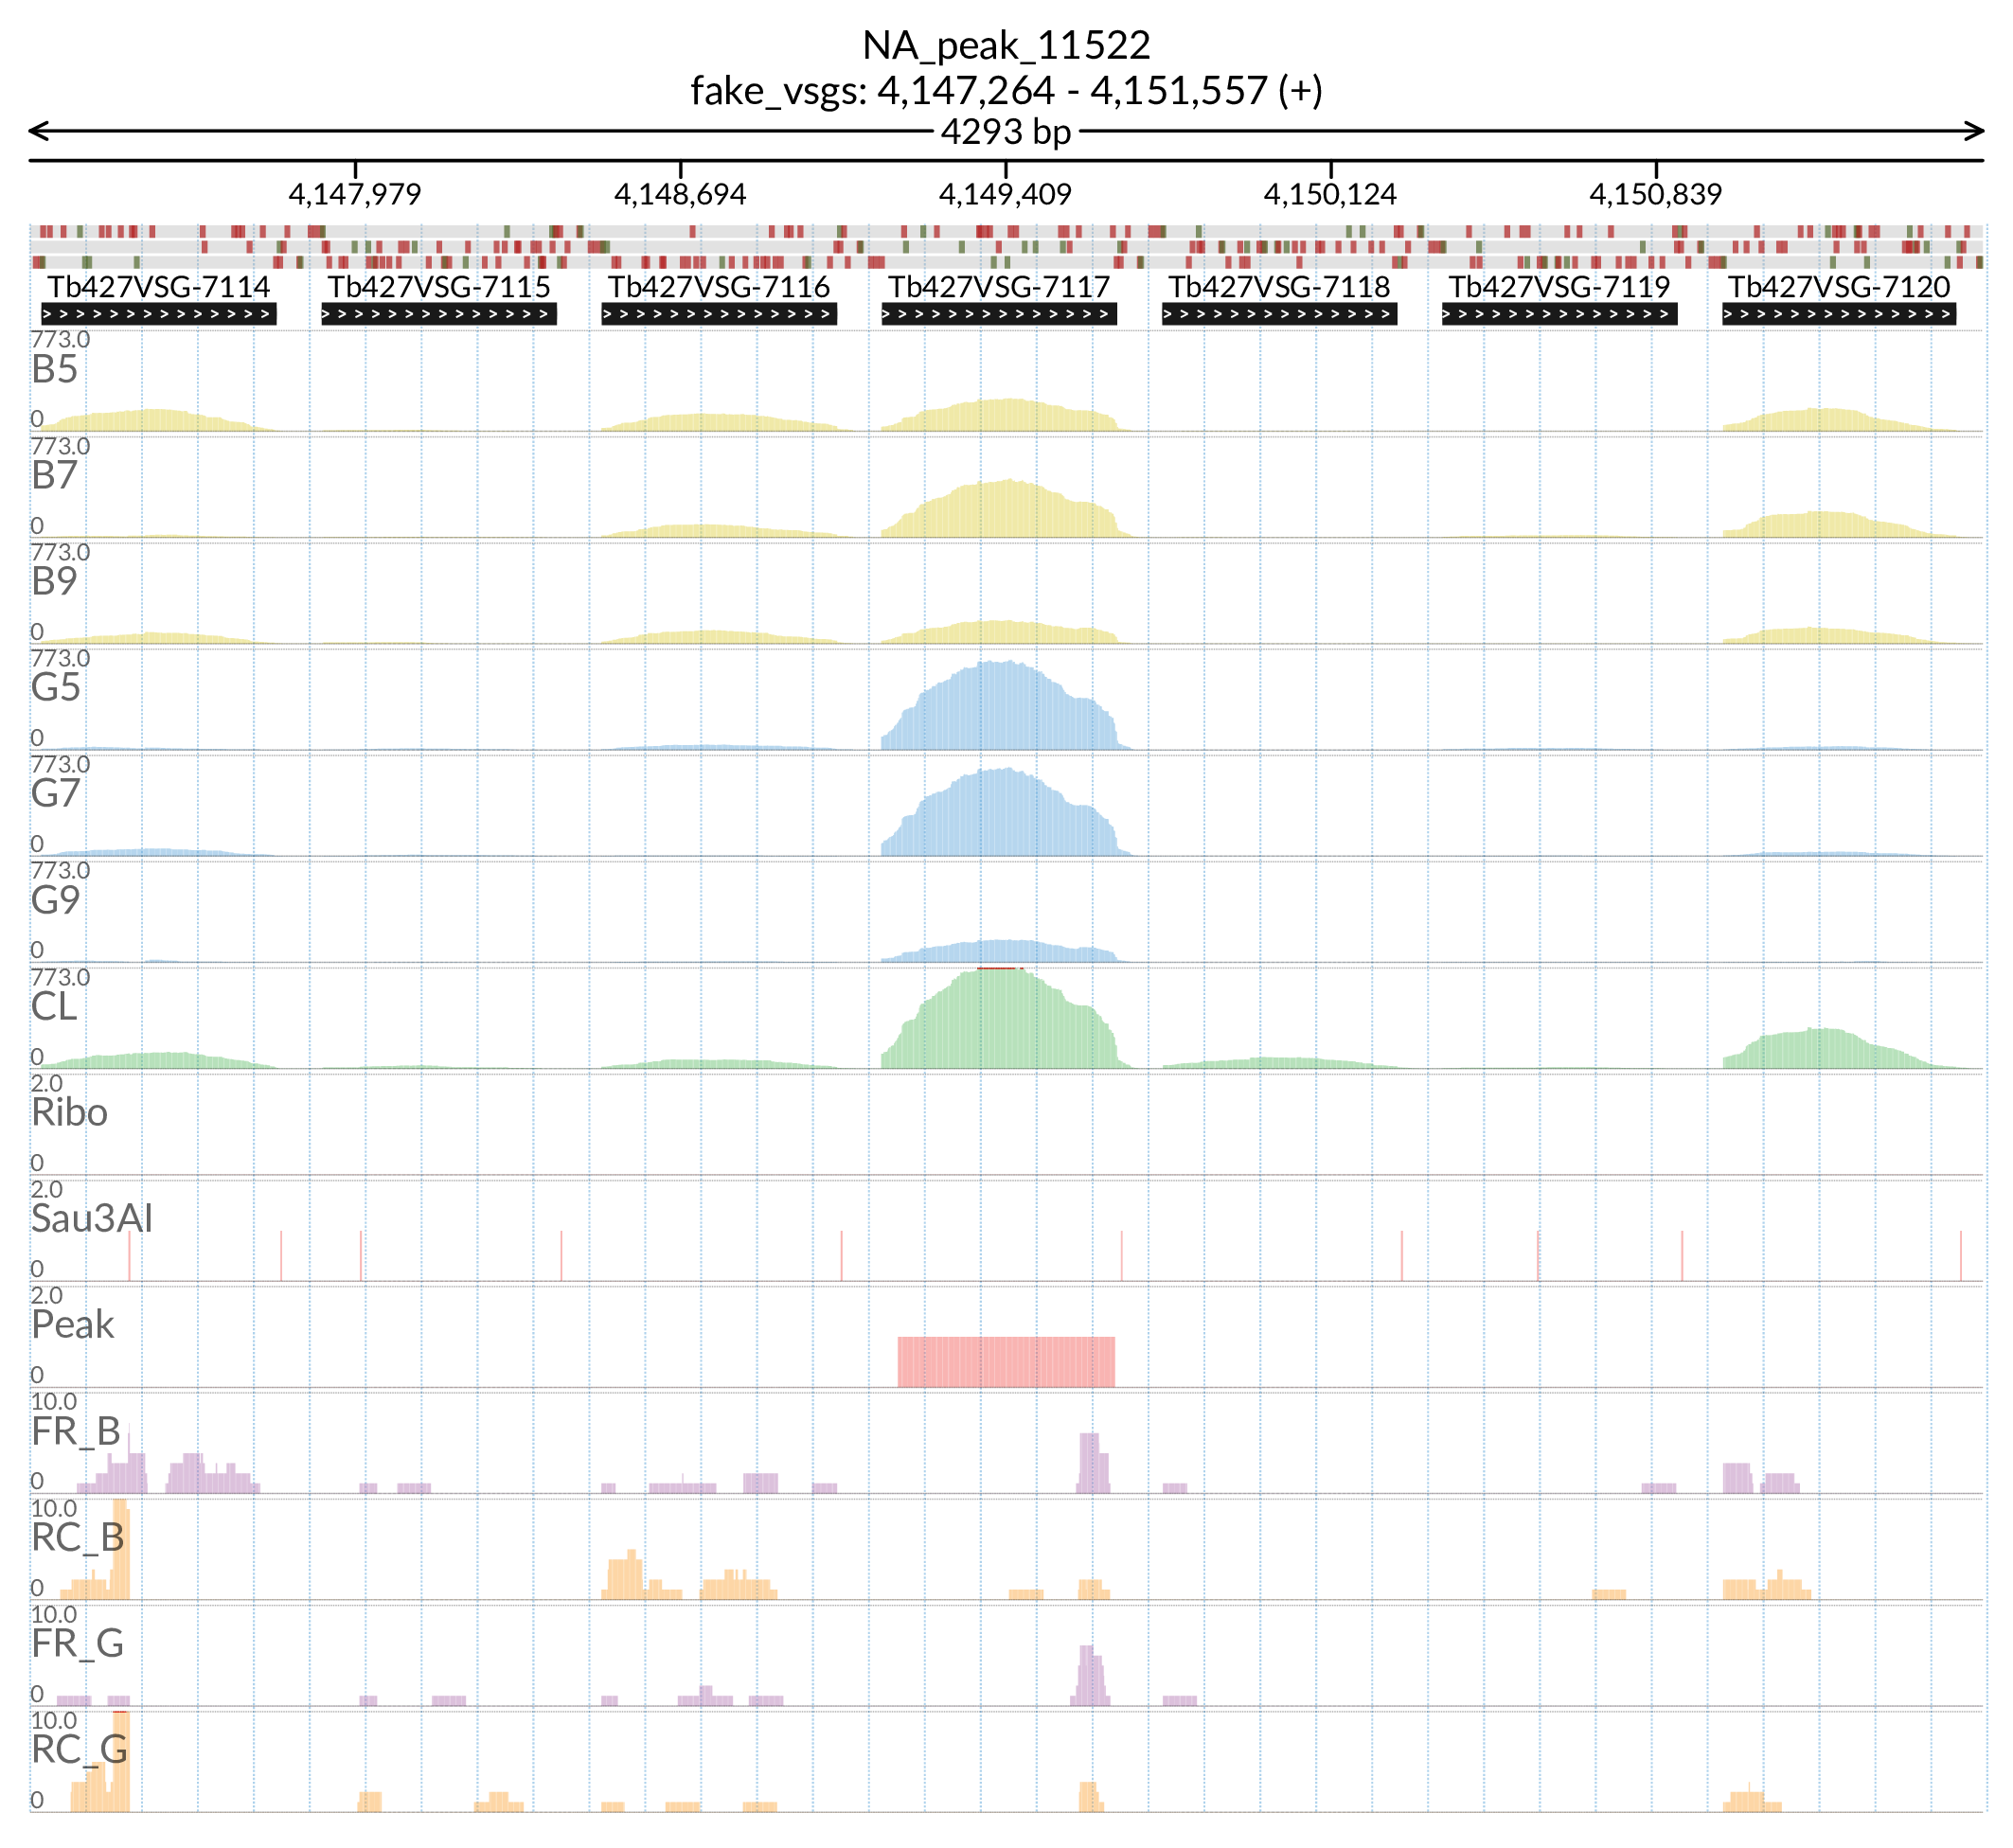 NA_peak_11522
fake_vsgs: 4,147,264 - 4,151,557 (+)
4293 bp
4,147,979 4,148,694 4,149,409 4,150,124 4,150,839
Tb427VSG-7114 Tb427VSG-7115 Tb427VSG-7116 Tb427VSG-7117 Tb427VSG-7118 Tb427VSG-7119 Tb427VSG-7120
773.0
B5
0
773.0
B7
0
773.0
B9
0
773.0
G5
0
773.0
G7
0
773.0
G9
0
773.0
CL
0
2.0
Ribo
0
2.0
Sau3AI
0
2.0
Peak
0
10.0
FR_B
0
10.0
RC_B
0
10.0
FR_G
0
10.0
RC_G
0